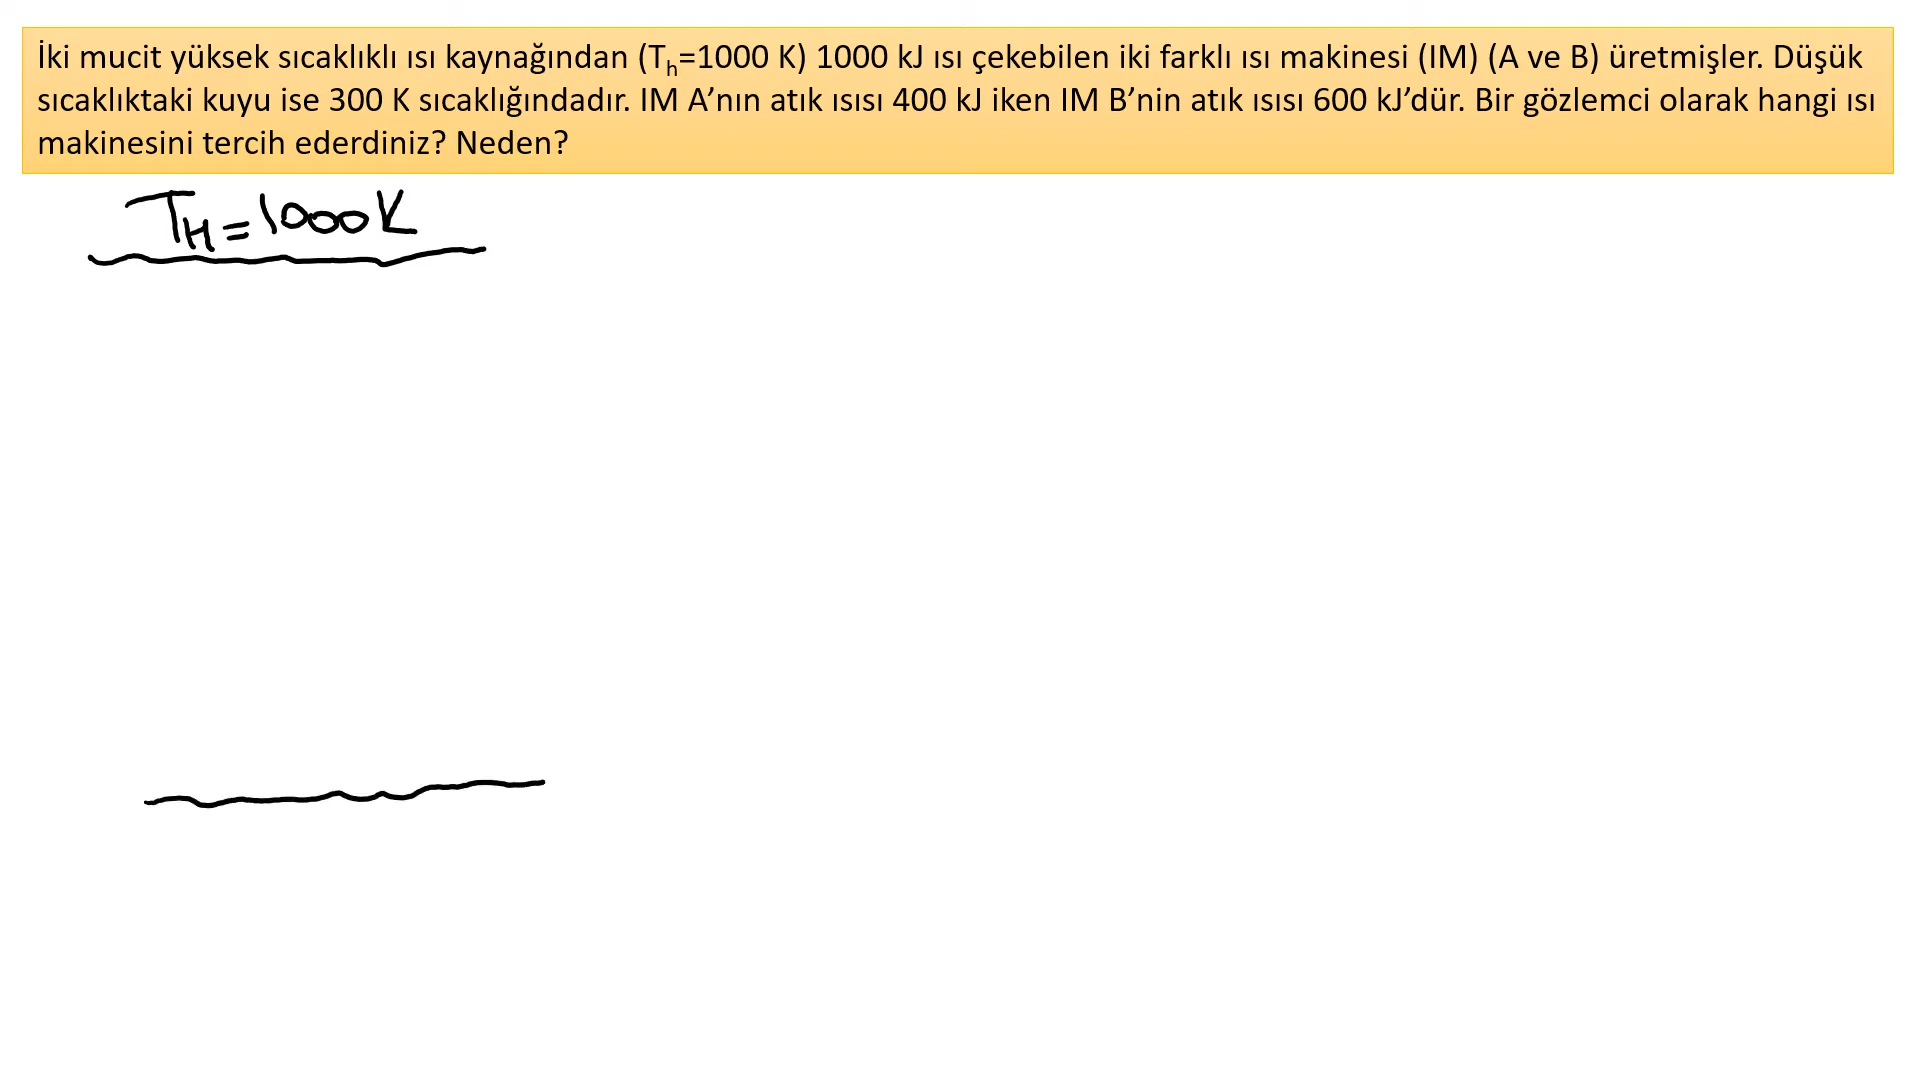 İki mucit yüksek sıcaklıklı ısı kaynağından (Th=1000 K) 1000 kJ ısı çekebilen iki farklı ısı makinesi (IM) (A ve B) üretmişler. Düşük
sıcaklıktaki kuyu ise 300 K sıcaklığındadır. IM A’nın atık ısısı 400 kJ iken IM B’nin atık ısısı 600 kJ’dür. Bir gözlemci olarak hangi ısı
makinesini tercih ederdiniz? Neden?
TH=1000K